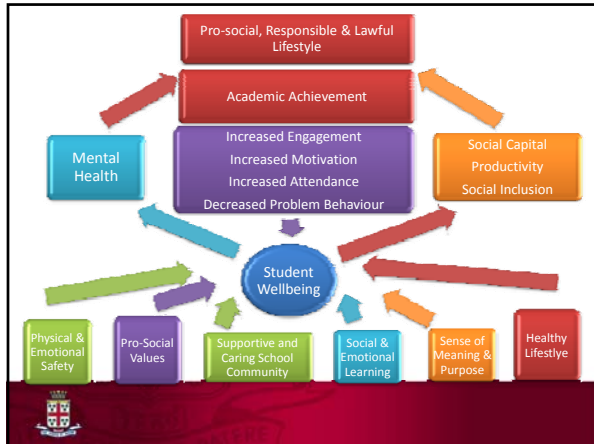 Pro-social, Responsible & Lawful
Lifestyle
Academic Achievement
Increased Engagement
Increased Motivation
Increased Attendance
Decreased Problem Behaviour
Mental
Health
Social Capital
Productivity
Social Inclusion
Student
Wellbeing
Physical &
Emotional
Safety
Pro-Social
Values
Supportive and
Caring School
Community
Social &
Emotional
Learning
Sense of
Meaning &
Purpose
Healthy
Lifestlye